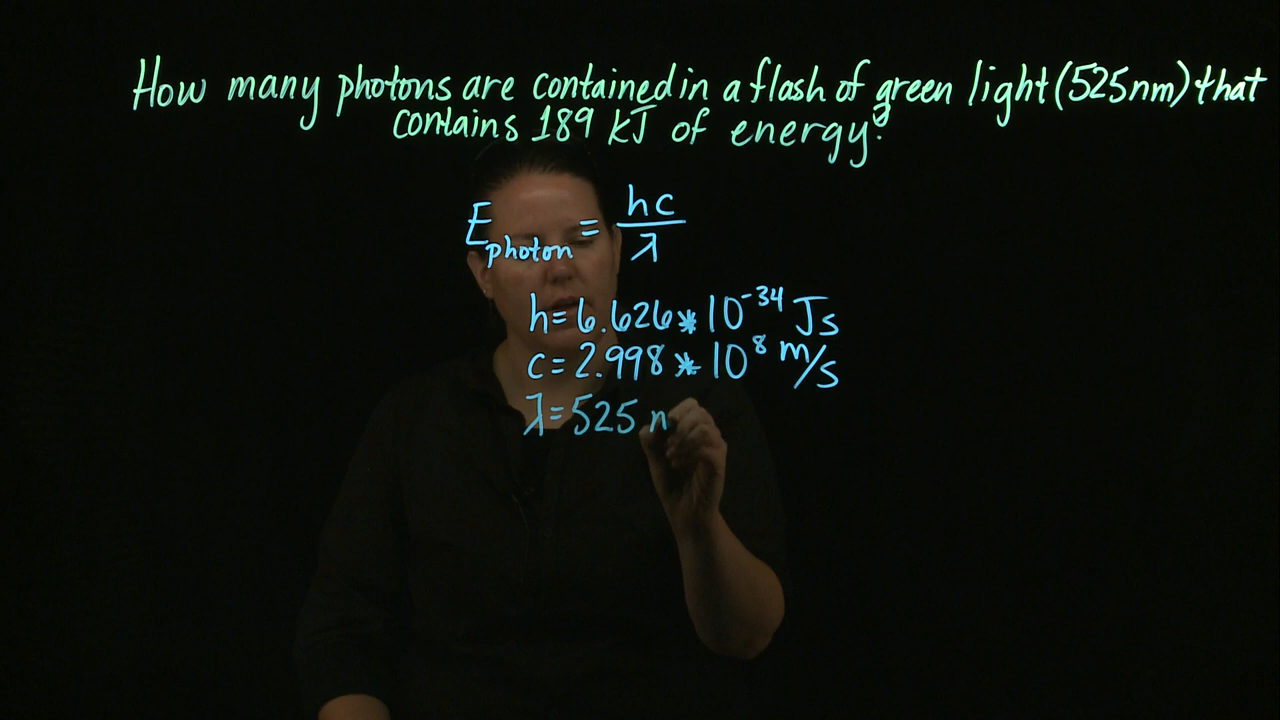 How many photons are contained in a flash of green light (525nm) that
contains 189 kJ of energy?
E photon = hc / λ
h = 6.626 * 10^-34 Js
c = 2.998 * 10^8 m/s
λ = 525 n